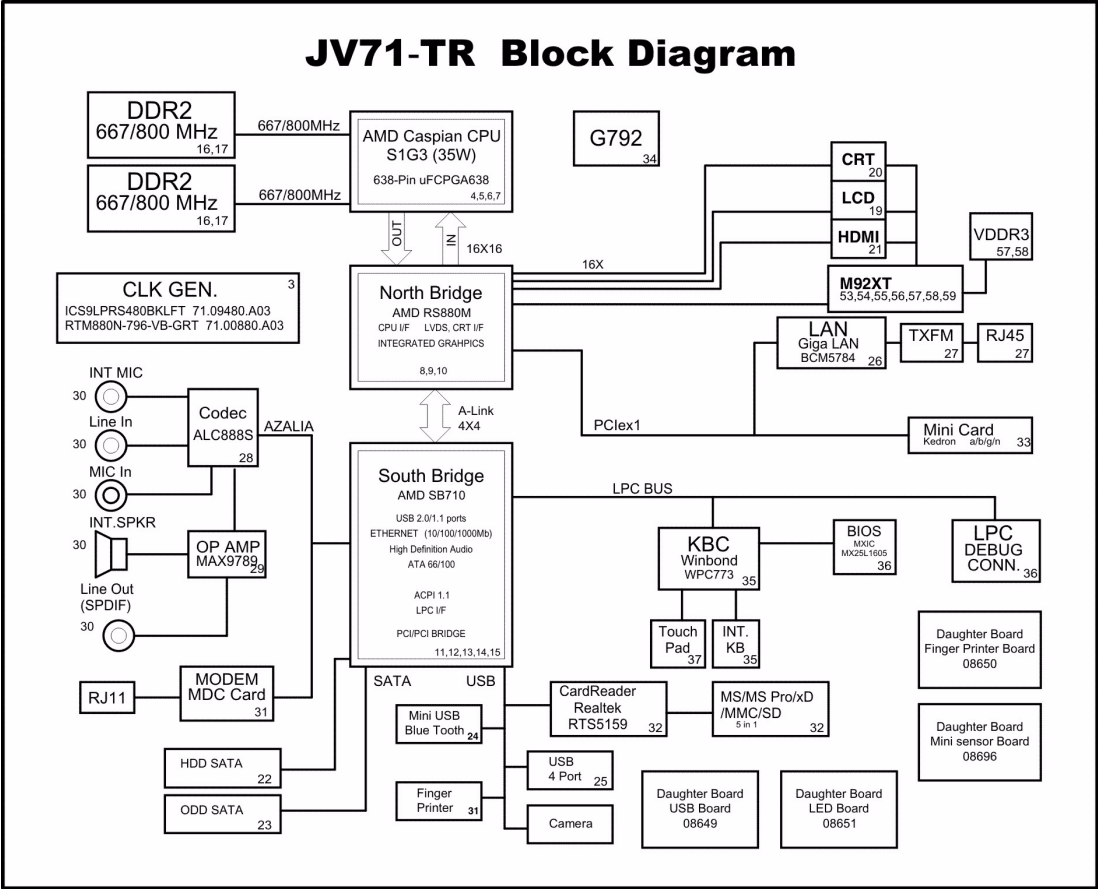 JV71-TR Block Diagram
DDR2
667/800 MHz
16,17
667/800MHz
DDR2
667/800 MHz
16,17
667/800MHz
AMD Caspian CPU
S1G3 (35W)
638-Pin uFCPGA638
4,5,6,7
OUT
IN
16X16
G792
34
CRT
20
LCD
19
HDMI
21
VDDR3
57,58
M92XT
53,54,55,56,57,58,59
16X
CLK GEN.
3
ICS9LPRS480BKLFT 71.09480.A03
RTM880N-796-VB-GRT 71.00880.A03
North Bridge
AMD RS880M
CPU I/F LVDS, CRT I/F
INTEGRATED GRAHPICS
8,9,10
LAN
Giga LAN
BCM5784
26
TXFM
27
RJ45
27
PCIex1
Mini Card
Kedron a/b/g/n
33
A-Link
4X4
INT MIC
30
Line In
30
MIC In
30
INT.SPKR
30
Line Out
(SPDIF)
30
Codec
ALC888S
28
AZALIA
OP AMP
MAX9789
29
South Bridge
AMD SB710
USB 2.0/1.1 ports
ETHERNET (10/100/1000Mb)
High Definition Audio
ATA 66/100
ACPI 1.1
LPC I/F
PCI/PCI BRIDGE
11,12,13,14,15
LPC BUS
KBC
Winbond
WPC773
35
BIOS
MXIC
MX25L1605
36
LPC
DEBUG
CONN.
36
Touch
Pad
37
INT.
KB
35
RJ11
MODEM
MDC Card
31
SATA
USB
HDD SATA
22
ODD SATA
23
Mini USB
Blue Tooth
24
Finger
Printer
31
CardReader
Realtek
RTS5159
32
MS/MS Pro/xD
/MMC/SD
5 in 1
32
USB
4 Port
25
Camera
Daughter Board
Finger Printer Board
08650
Daughter Board
Mini sensor Board
08696
Daughter Board
USB Board
08649
Daughter Board
LED Board
08651